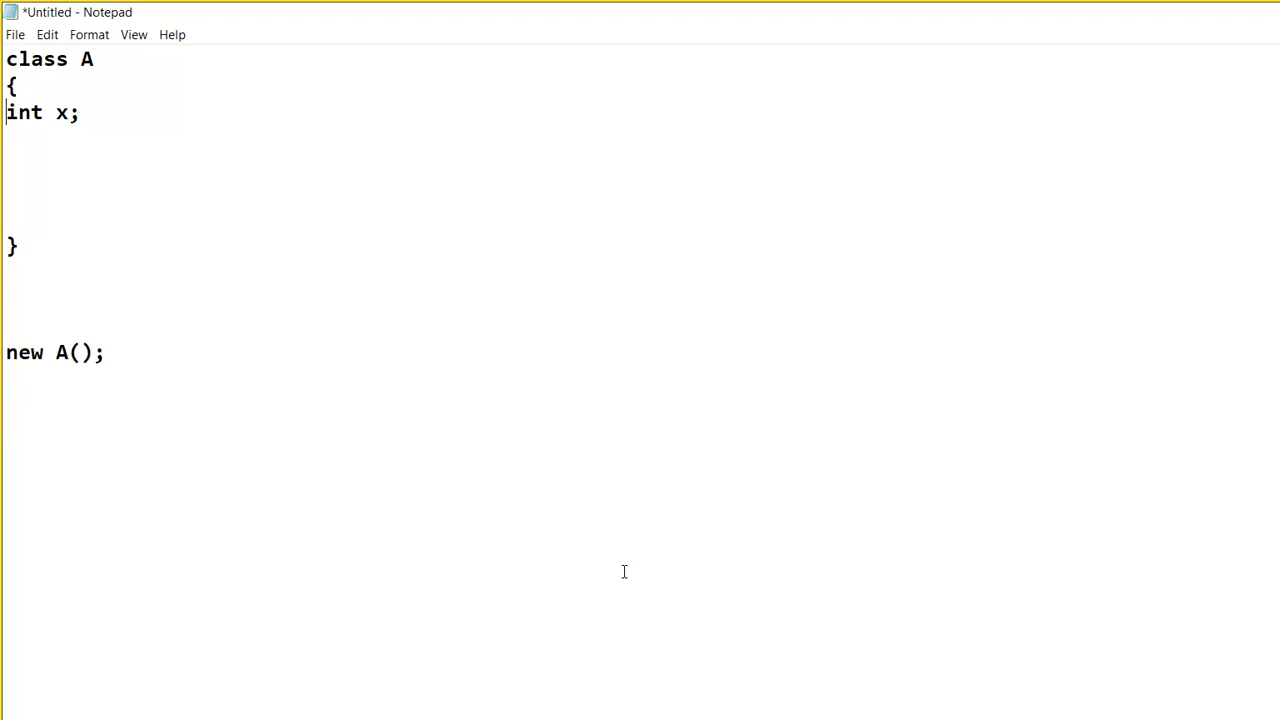 *Untitled - Notepad
File Edit Format View Help
class A
{
int x;
}
new A();